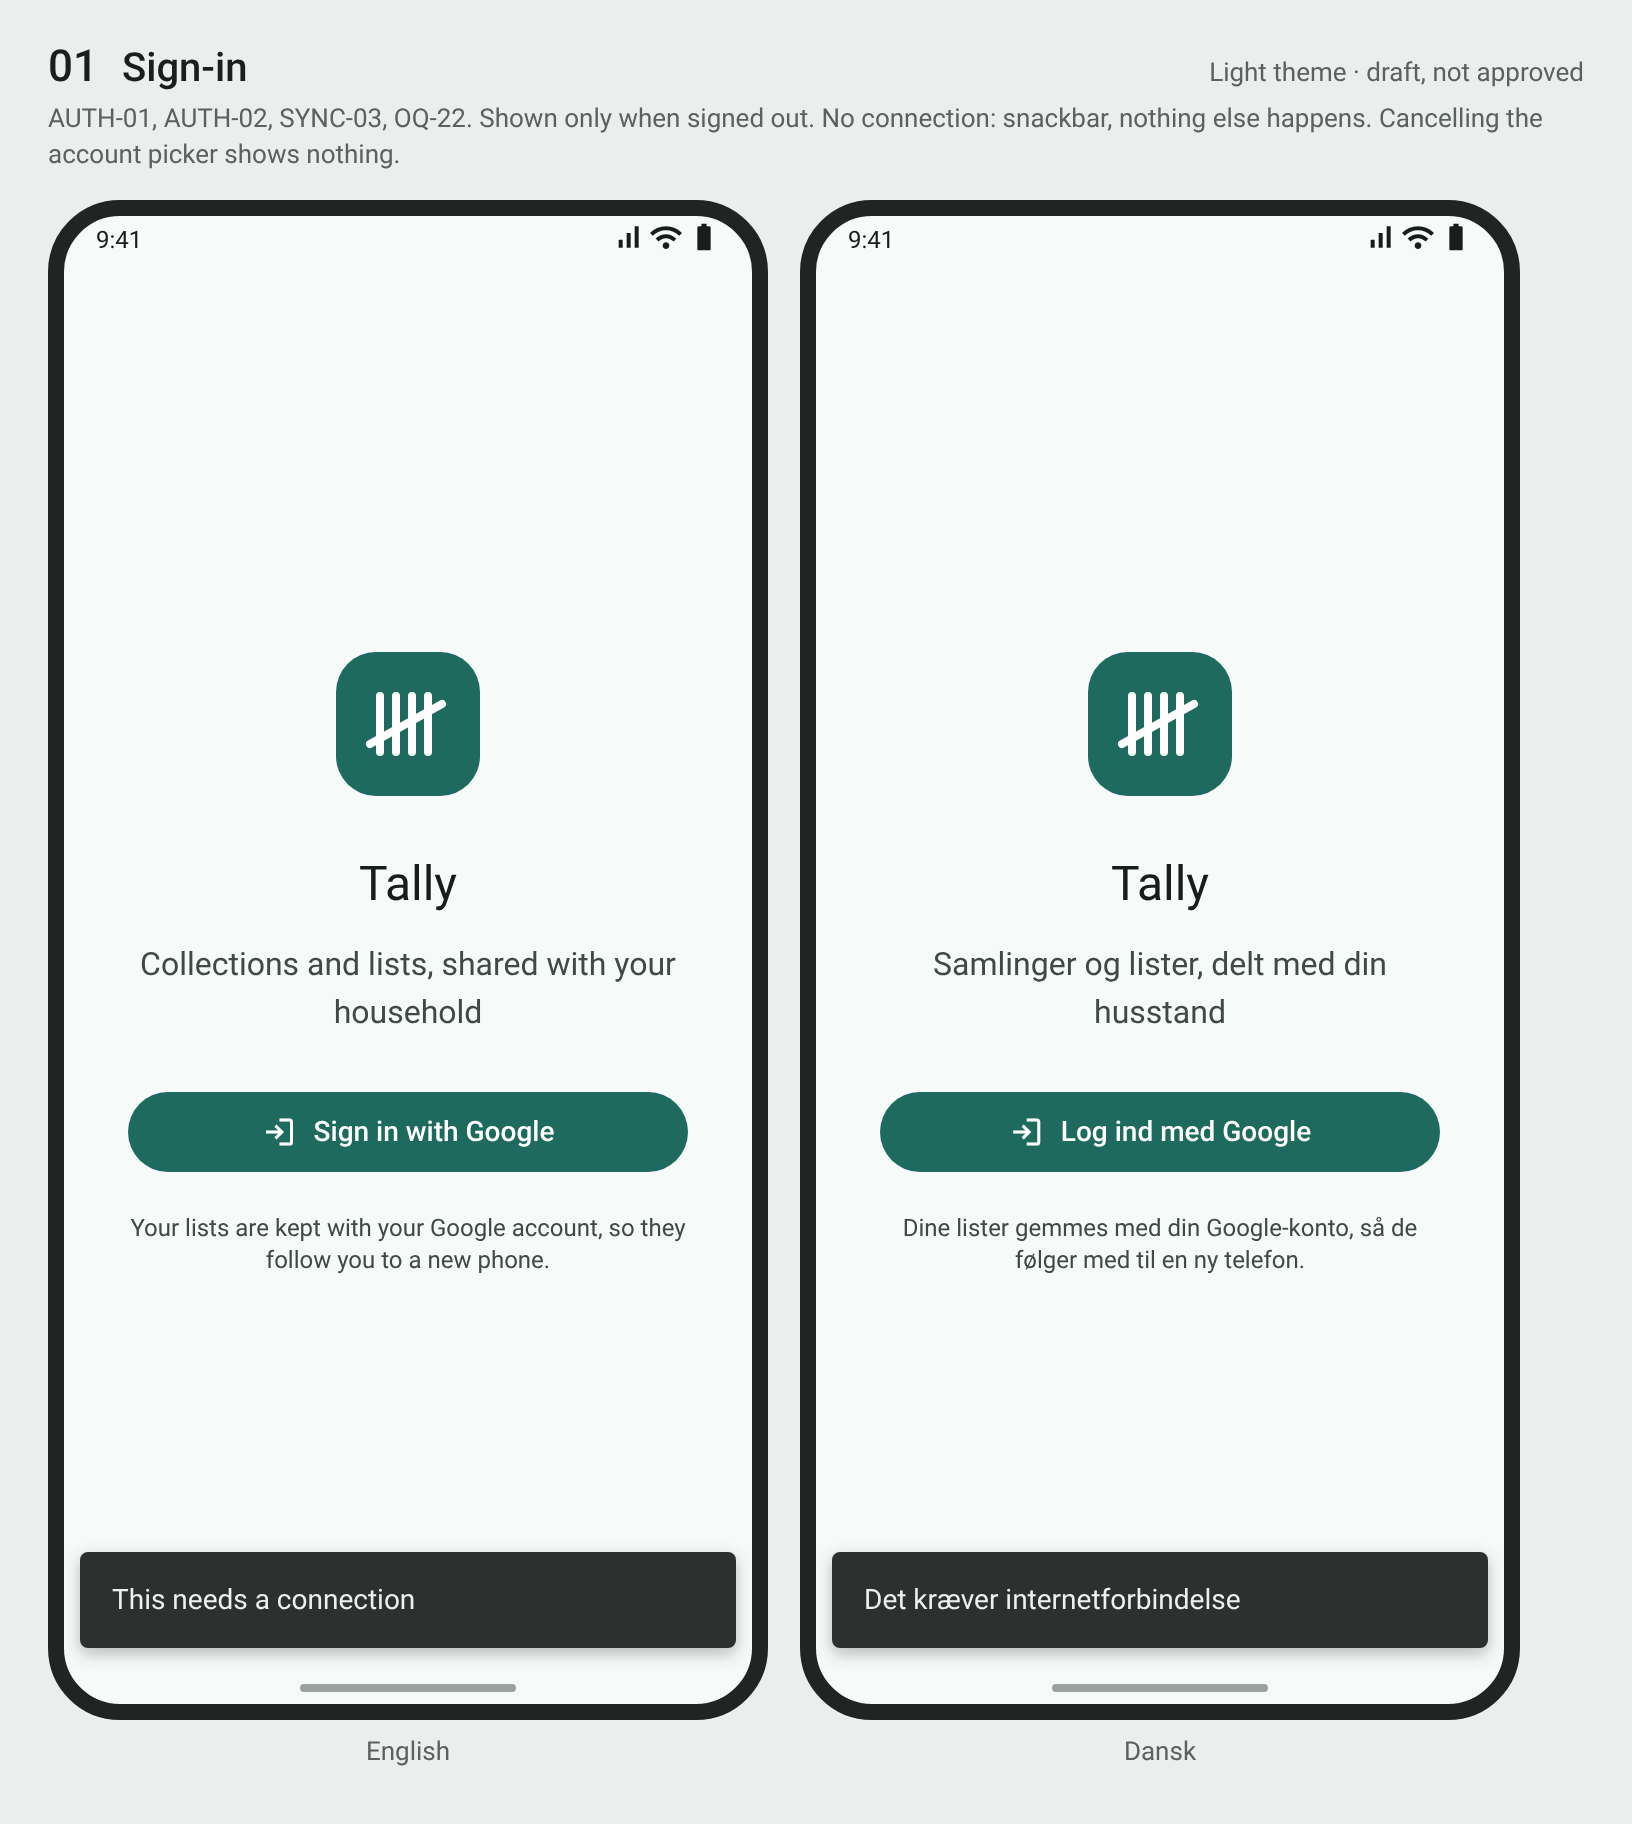 01 Sign-in
Light theme · draft, not approved
AUTH-01, AUTH-02, SYNC-03, OQ-22. Shown only when signed out. No connection: snackbar, nothing else happens. Cancelling the
account picker shows nothing.
9:41
Tally
Collections and lists, shared with your
household
Sign in with Google
Your lists are kept with your Google account, so they
follow you to a new phone.
This needs a connection
English
9:41
Tally
Samlinger og lister, delt med din
husstand
Log ind med Google
Dine lister gemmes med din Google-konto, så de
følger med til en ny telefon.
Det kræver internetforbindelse
Dansk